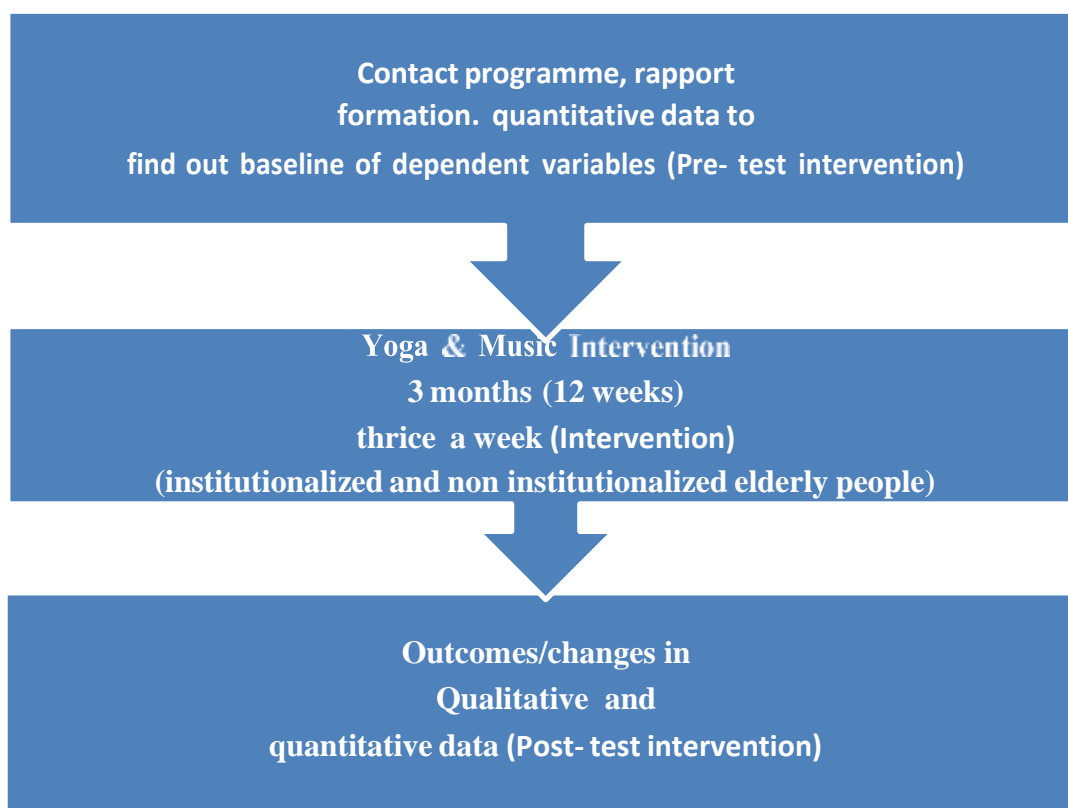 Contact programme, rapport
formation. quantitative data to
find out baseline of dependent variables (Pre- test intervention)
Yoga & Music Intervention
3 months (12 weeks)
thrice a week (Intervention)
(institutionalized and non institutionalized elderly people)
Outcomes/changes in
Qualitative and
quantitative data (Post- test intervention)